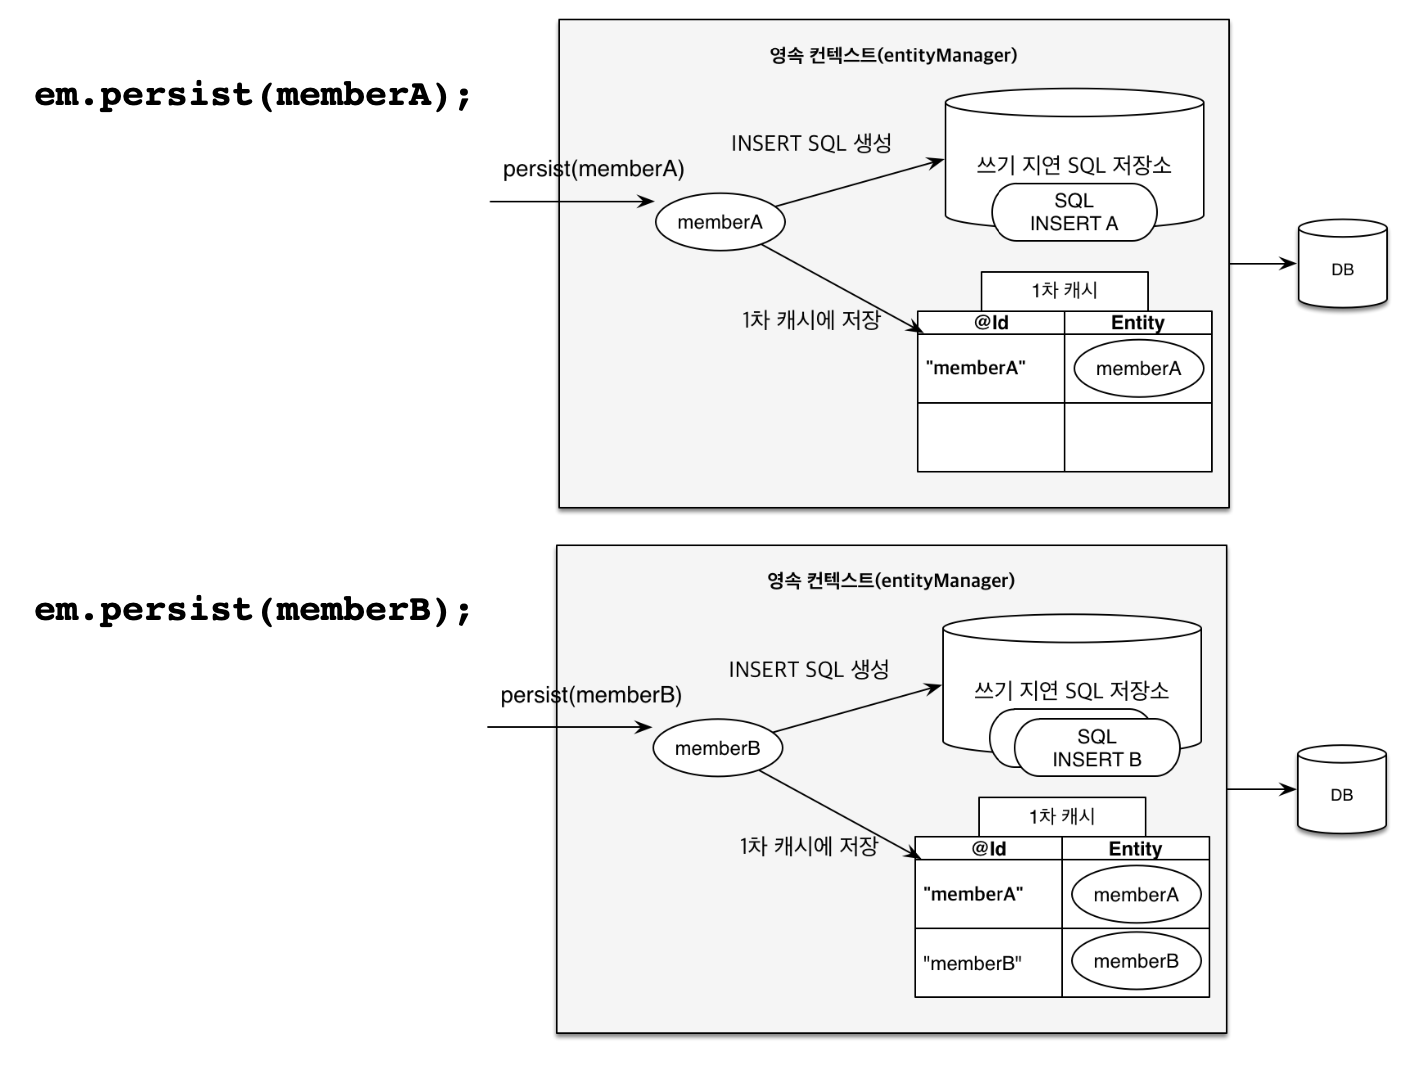 em.persist(memberA);
영속 컨텍스트(entityManager)
persist(memberA)
memberA
INSERT SQL 생성
쓰기 지연 SQL 저장소
SQL
INSERT A
1차 캐시에 저장
1차 캐시
@Id Entity
"memberA" memberA
DB
em.persist(memberB);
영속 컨텍스트(entityManager)
persist(memberB)
memberB
INSERT SQL 생성
쓰기 지연 SQL 저장소
SQL
INSERT B
1차 캐시에 저장
1차 캐시
@Id Entity
"memberA" memberA
"memberB" memberB
DB